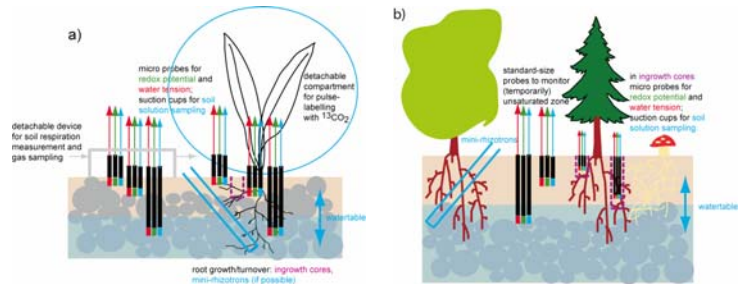 a)
micro probes for
redox potential and
water tension;
suction cups for soil
solution sampling
detachable
compartment
for pulse-
labelling
with 13CO2
detachable device
for soil respiration
measurement and
gas sampling
watertable
root growth/turnover: ingrowth cores,
mini-rhizotrons (if possible)
b)
standard-size
probes to monitor
(temporarily)
unsaturated zone
in ingrowth cores
micro probes for
redox potential and
water tension;
suction cups for soil
solution sampling.
mini-rhizotrons
watertable